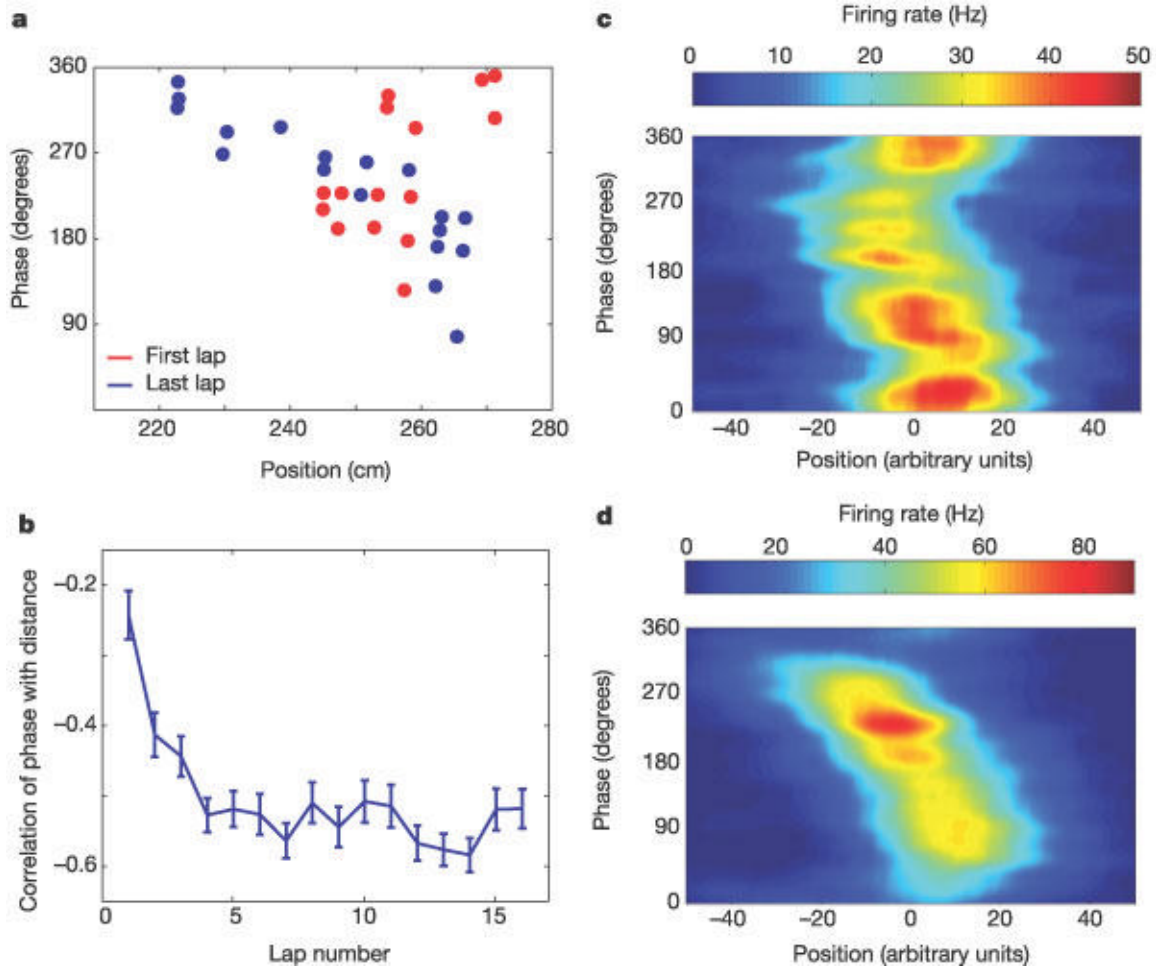 a
360
270
180
90
Phase (degrees)
First lap
Last lap
220 240 260 280
Position (cm)
b
−0.2
−0.4
−0.6
Correlation of phase with distance
0 5 10 15
Lap number
c
Firing rate (Hz)
0 10 20 30 40 50
360
270
180
90
0
Phase (degrees)
−40 −20 0 20 40
Position (arbitrary units)
d
Firing rate (Hz)
0 20 40 60 80
360
270
180
90
0
Phase (degrees)
−40 −20 0 20 40
Position (arbitrary units)